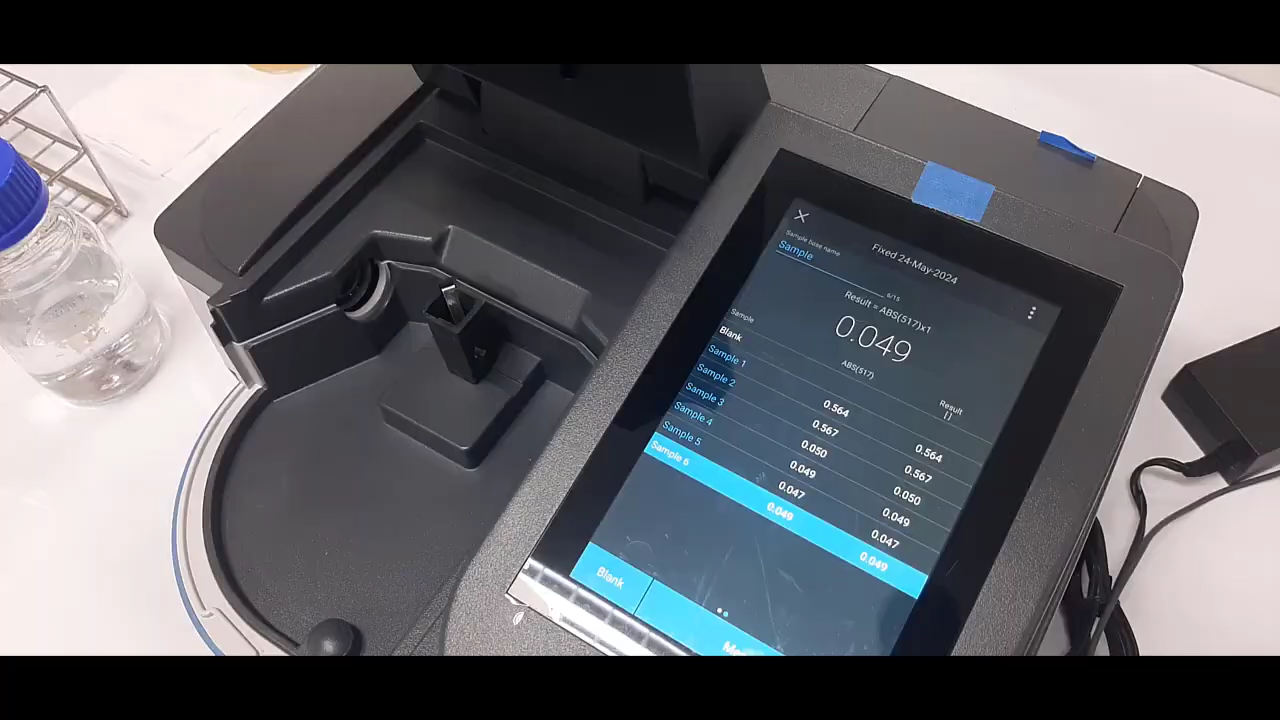 Fixed 24-May-2024
Sample base name
Sample
6/15
Result = ABS(517)x1
0.049
Sample ABS(517) Result
[]
Blank
Sample 1 0.564 0.564
Sample 2 0.567 0.567
Sample 3 0.050 0.050
Sample 4 0.049 0.049
Sample 5 0.047 0.047
Sample 6 0.049 0.049
Blank